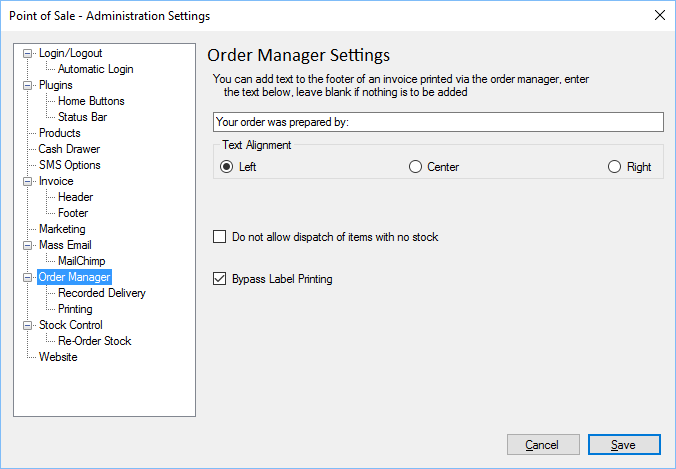 Point of Sale - Administration Settings
Login/Logout
Automatic Login
Plugins
Home Buttons
Status Bar
Products
Cash Drawer
SMS Options
Invoice
Header
Footer
Marketing
Mass Email
MailChimp
Order Manager
Recorded Delivery
Printing
Stock Control
Re-Order Stock
Website
Order Manager Settings
You can add text to the footer of an invoice printed via the order manager, enter
the text below, leave blank if nothing is to be added
Your order was prepared by:
Text Alignment
Left Center Right
Do not allow dispatch of items with no stock
Bypass Label Printing
Cancel Save